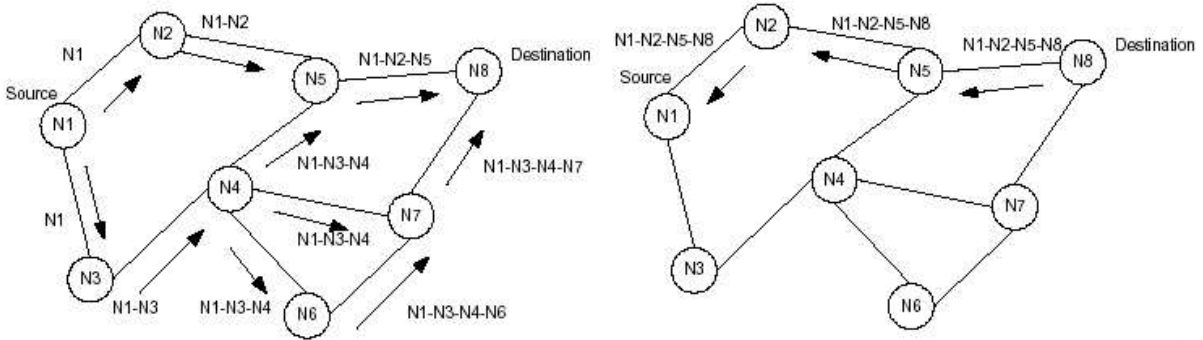 N1-N2
N2
N1
N5
N1-N2-N5
N8
Destination
Source
N1
N1-N3-N4
N1-N3-N4-N7
N4
N7
N1
N1-N3-N4
N3
N1-N3
N1-N3-N4
N6
N1-N3-N4-N6
N2
N1-N2-N5-N8
N1-N2-N5-N8
N1-N2-N5-N8
Destination
N5
N8
Source
N1
N4
N7
N3
N6